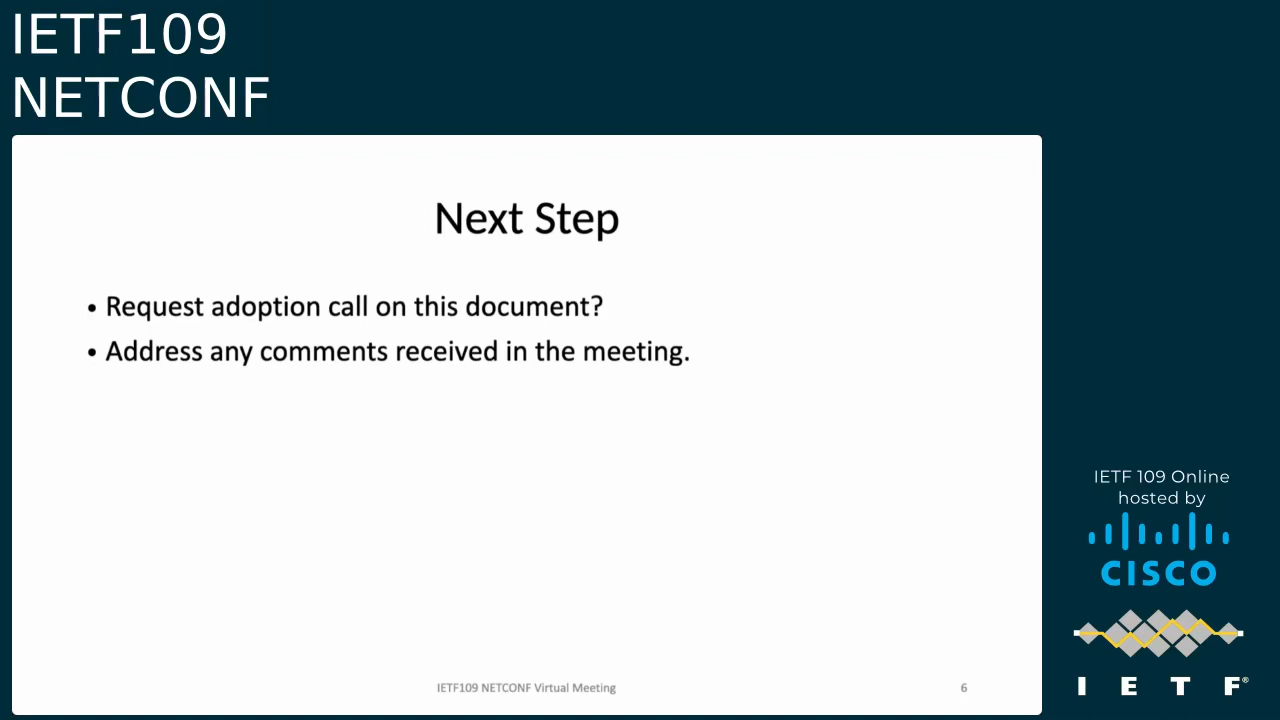 IETF109
NETCONF
Next Step
• Request adoption call on this document?
• Address any comments received in the meeting.
IETF109 NETCONF Virtual Meeting
6
IETF 109 Online
hosted by
CISCO
I E T F®